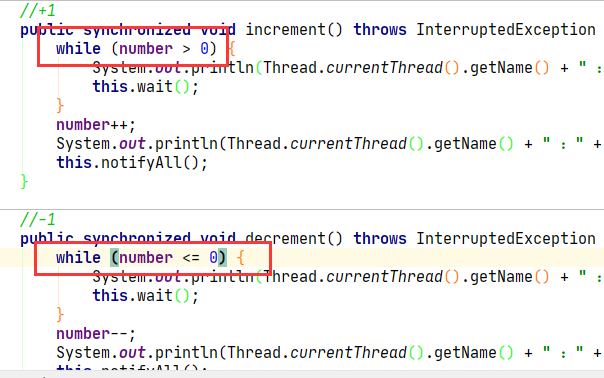 //+1
public synchronized void increment() throws InterruptedException
while (number > 0) {
System.out.println(Thread.currentThread().getName() + " :
this.wait();
}
number++;
System.out.println(Thread.currentThread().getName() + " : " +
this.notifyAll();
}
//-1
public synchronized void decrement() throws InterruptedException
while (number <= 0) {
System.out.println(Thread.currentThread().getName() + " :
this.wait();
}
number--;
System.out.println(Thread.currentThread().getName() + " : " +
this.notifyAll();